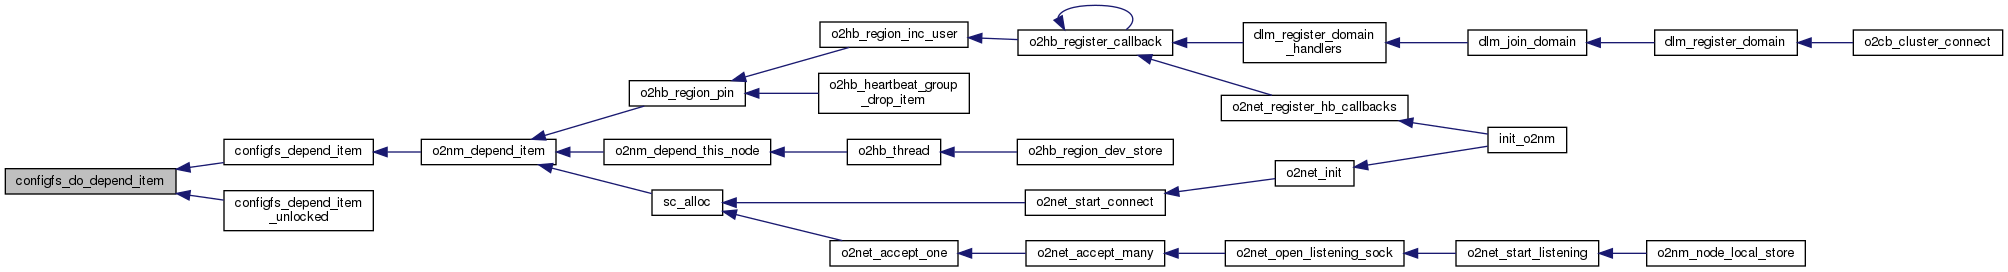 configfs_do_depend_item
configfs_depend_item
configfs_depend_item
_unlocked
o2nm_depend_item
o2hb_region_pin
o2nm_depend_this_node
sc_alloc
o2hb_region_inc_user
o2hb_heartbeat_group
_drop_item
o2hb_thread
o2net_accept_one
o2hb_register_callback
o2hb_region_dev_store
o2net_start_connect
o2net_accept_many
dlm_register_domain
_handlers
o2net_register_hb_callbacks
o2net_init
o2net_open_listening_sock
dlm_join_domain
init_o2nm
o2net_start_listening
dlm_register_domain
o2nm_node_local_store
o2cb_cluster_connect